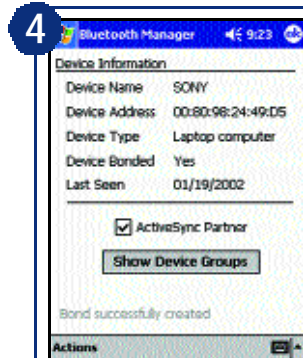 4
Bluetooth Manager 9:23 ok
Device Information
Device Name SONY
Device Address 00:80:98:24:49:D5
Device Type Laptop computer
Device Bonded Yes
Last Seen 01/19/2002
ActiveSync Partner
Show Device Groups
Bond successfully created
Actions